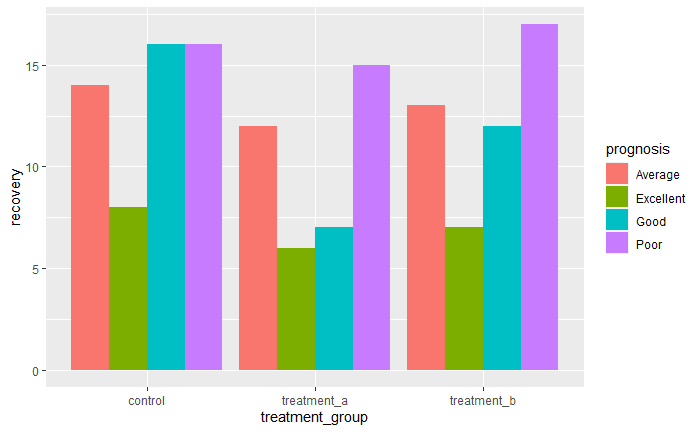 recovery
15
10
5
0
control
treatment_a
treatment_b
treatment_group
prognosis
Average
Excellent
Good
Poor